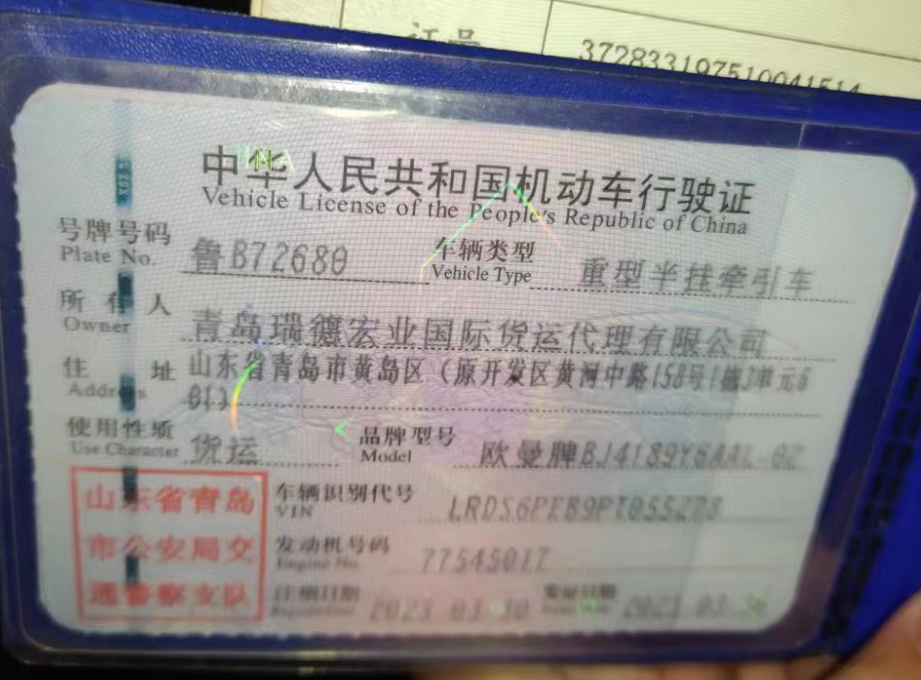 证号 372833197510041514
中华人民共和国机动车行驶证
Vehicle License of the People's Republic of China
号牌号码 鲁B72680 车辆类型 重型半挂牵引车
Plate No. Vehicle Type
所有人 青岛瑞德宏业国际货运代理有限公司
Owner
住址 山东省青岛市黄岛区（原开发区黄河中路158号1栋3单元6
Address 01）
使用性质 货运 品牌型号 欧曼牌BJ4189Y6AAL-02
Use Character Model
山东省青岛 车辆识别代号
VIN
市公安局交 发动机号码 77545017
Engine No.
通警察支队 注册日期 2023 03 30 发证日期 2023 03